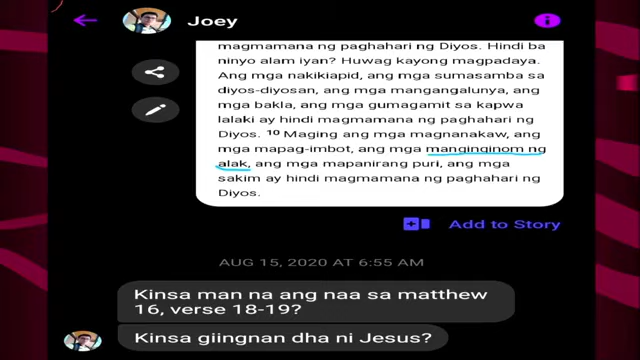 Joey
magmamana ng paghahari ng Diyos. Hindi ba
ninyo alam iyan? Huwag kayong magpadaya.
Ang mga nakikiapid, ang mga sumasamba sa
diyos-diyosan, ang mga mangangalunya, ang
mga bakla, ang mga gumagamit sa kapwa
lalaki ay hindi magmamana ng paghahari ng
Diyos. ¹⁰ Maging ang mga magnanakaw, ang
mga mapag-imbot, ang mga manginginom ng
alak, ang mga mapanirang puri, ang mga
sakim ay hindi magmamana ng paghahari ng
Diyos.
Add to Story
AUG 15, 2020 AT 6:55 AM
Kinsa man na ang naa sa matthew
16, verse 18-19?
Kinsa giingnan dha ni Jesus?